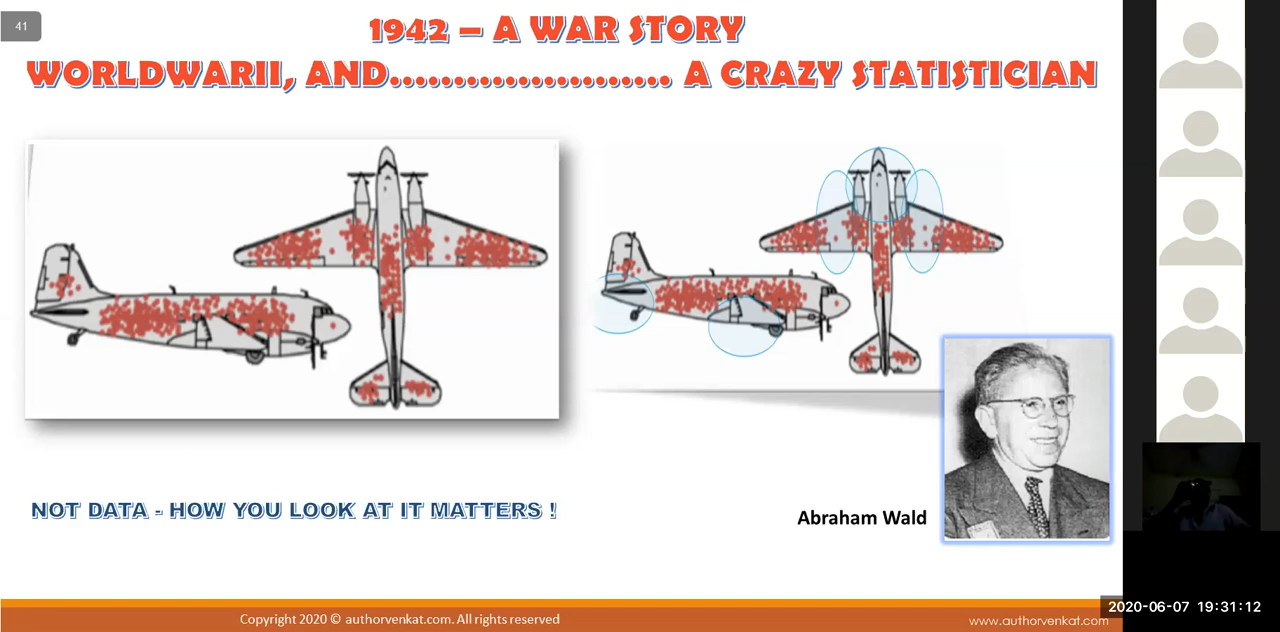 41
1942 – A WAR STORY
WORLDWARII, AND...................... A CRAZY STATISTICIAN
NOT DATA - HOW YOU LOOK AT IT MATTERS !
Abraham Wald
Copyright 2020 © authorvenkat.com. All rights reserved
www.authorvenkat.com
2020-06-07 19:31:12